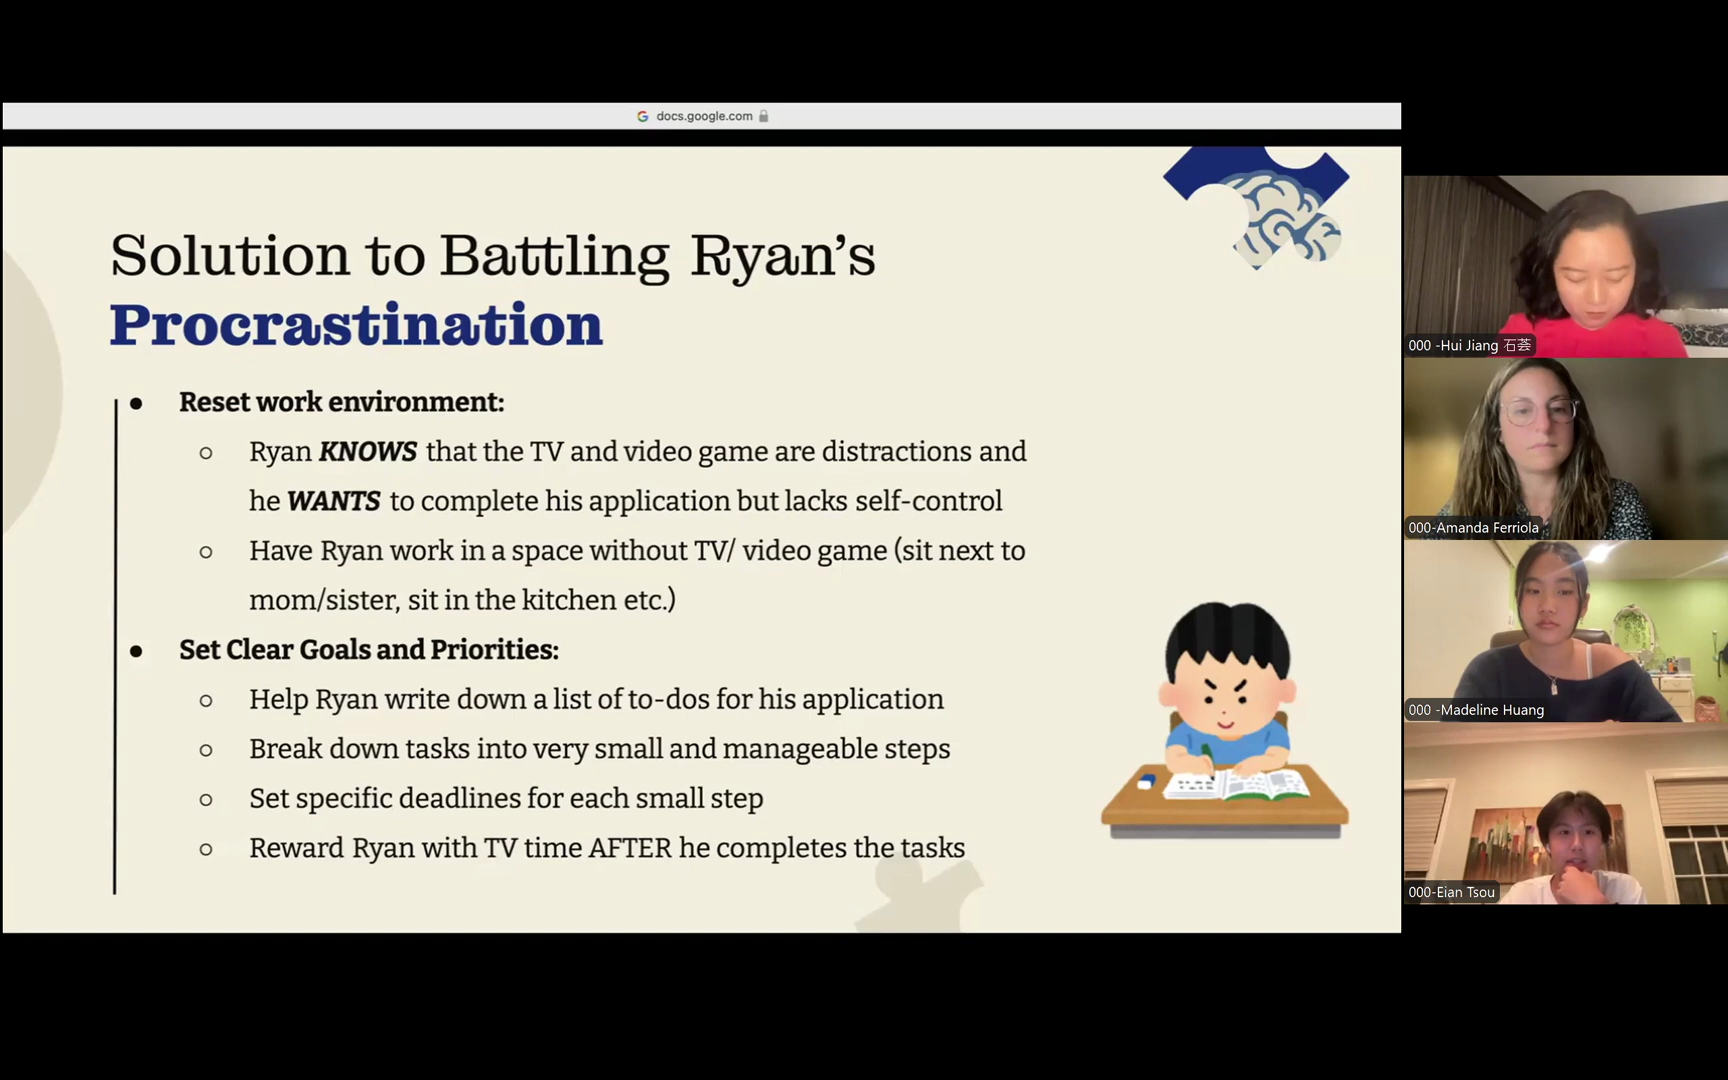 docs.google.com
Solution to Battling Ryan's
Procrastination
● Reset work environment:
○ Ryan KNOWS that the TV and video game are distractions and
he WANTS to complete his application but lacks self-control
○ Have Ryan work in a space without TV/ video game (sit next to
mom/sister, sit in the kitchen etc.)
● Set Clear Goals and Priorities:
○ Help Ryan write down a list of to-dos for his application
○ Break down tasks into very small and manageable steps
○ Set specific deadlines for each small step
○ Reward Ryan with TV time AFTER he completes the tasks
000 -Hui Jiang 石荟
000-Amanda Ferriola
000 -Madeline Huang
000-Eian Tsou